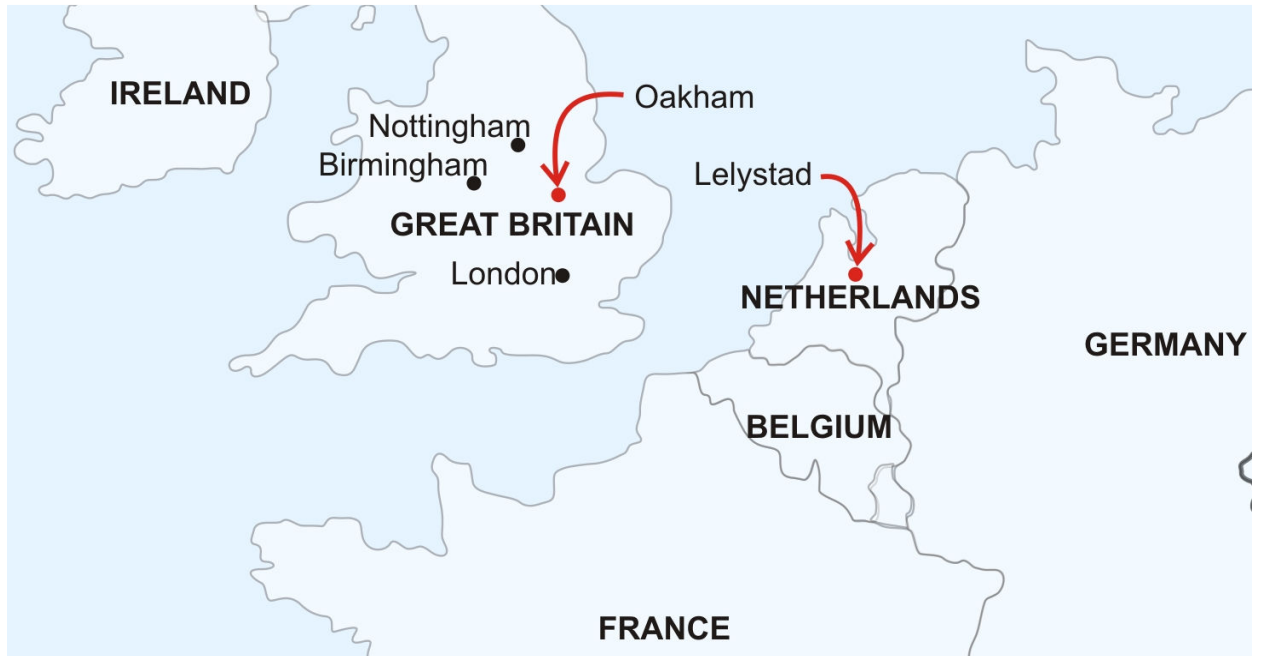 IRELAND
Oakham
Nottingham
Birmingham
Lelystad
GREAT BRITAIN
London
NETHERLANDS
GERMANY
BELGIUM
FRANCE